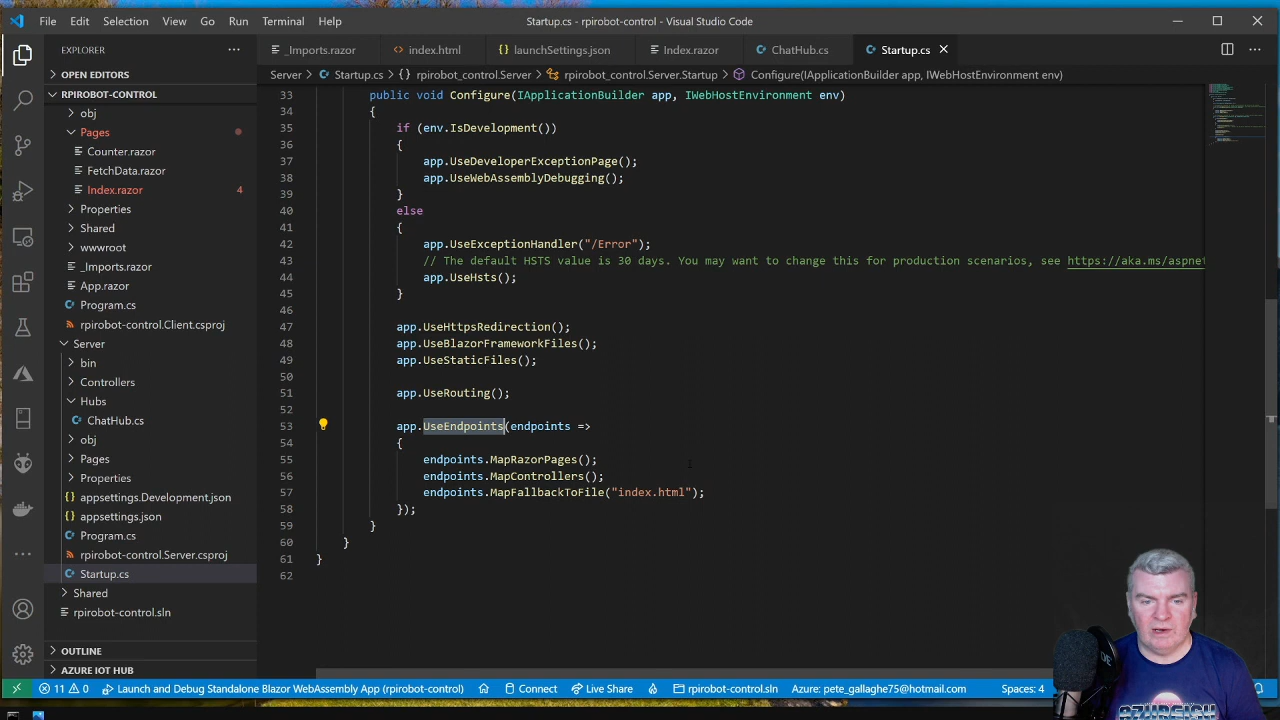 File Edit Selection View Go Run Terminal Help
Startup.cs - rpirobot-control - Visual Studio Code
EXPLORER
_Imports.razor index.html launchSettings.json Index.razor ChatHub.cs Startup.cs
OPEN EDITORS
RPIROBOT-CONTROL
obj
Pages
Counter.razor
FetchData.razor
Index.razor 4
Properties
Shared
wwwroot
_Imports.razor
App.razor
Program.cs
rpirobot-control.Client.csproj
Server
bin
Controllers
Hubs
ChatHub.cs
obj
Pages
Properties
appsettings.Development.json
appsettings.json
Program.cs
rpirobot-control.Server.csproj
Startup.cs
Shared
rpirobot-control.sln
OUTLINE
AZURE IOT HUB
Server Startup.cs {} rpirobot_control.Server rpirobot_control.Server.Startup Configure(IApplicationBuilder app, IWebHostEnvironment env)
33 public void Configure(IApplicationBuilder app, IWebHostEnvironment env)
34 {
35 if (env.IsDevelopment())
36 {
37 app.UseDeveloperExceptionPage();
38 app.UseWebAssemblyDebugging();
39 }
40 else
41 {
42 app.UseExceptionHandler("/Error");
43 // The default HSTS value is 30 days. You may want to change this for production scenarios, see https://aka.ms/aspnet
44 app.UseHsts();
45 }
46
47 app.UseHttpsRedirection();
48 app.UseBlazorFrameworkFiles();
49 app.UseStaticFiles();
50
51 app.UseRouting();
52
53 app.UseEndpoints(endpoints =>
54 {
55 endpoints.MapRazorPages();
56 endpoints.MapControllers();
57 endpoints.MapFallbackToFile("index.html");
58 });
59 }
60 }
61 }
62
11 0 Launch and Debug Standalone Blazor WebAssembly App (rpirobot-control) Connect Live Share rpirobot-control.sln Azure: pete_gallaghe75@hotmail.com Spaces: 4